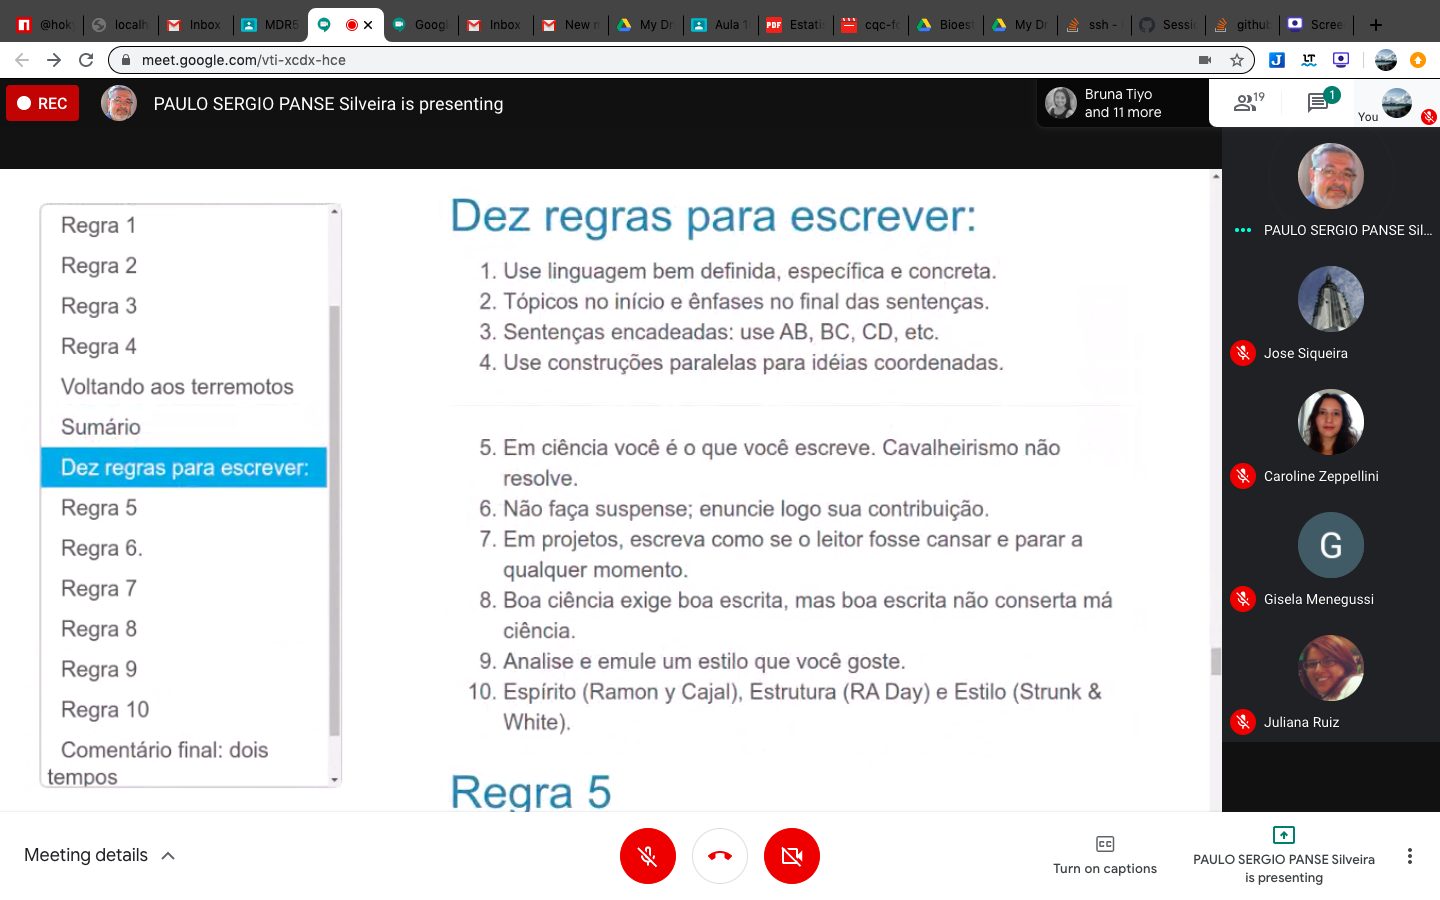 @hok
localh
Inbox
MDR5
Googl
Inbox
New m
My Dr
Aula 1
PDF
Estati
cqc-fo
Bioest
My Dr
ssh -
Sessio
github
Scree
meet.google.com/vti-xcdx-hce
REC
PAULO SERGIO PANSE Silveira is presenting
Bruna Tiyo
and 11 more
19
1
You
Regra 1
Regra 2
Regra 3
Regra 4
Voltando aos terremotos
Sumário
Dez regras para escrever:
Regra 5
Regra 6.
Regra 7
Regra 8
Regra 9
Regra 10
Comentário final: dois
tempos
Dez regras para escrever:
1. Use linguagem bem definida, específica e concreta.
2. Tópicos no início e ênfases no final das sentenças.
3. Sentenças encadeadas: use AB, BC, CD, etc.
4. Use construções paralelas para idéias coordenadas.
5. Em ciência você é o que você escreve. Cavalheirismo não
resolve.
6. Não faça suspense; enuncie logo sua contribuição.
7. Em projetos, escreva como se o leitor fosse cansar e parar a
qualquer momento.
8. Boa ciência exige boa escrita, mas boa escrita não conserta má
ciência.
9. Analise e emule um estilo que você goste.
10. Espírito (Ramon y Cajal), Estrutura (RA Day) e Estilo (Strunk &
White).
Regra 5
PAULO SERGIO PANSE Sil...
Jose Siqueira
Caroline Zeppellini
G
Gisela Menegussi
Juliana Ruiz
Meeting details
Turn on captions
PAULO SERGIO PANSE Silveira
is presenting